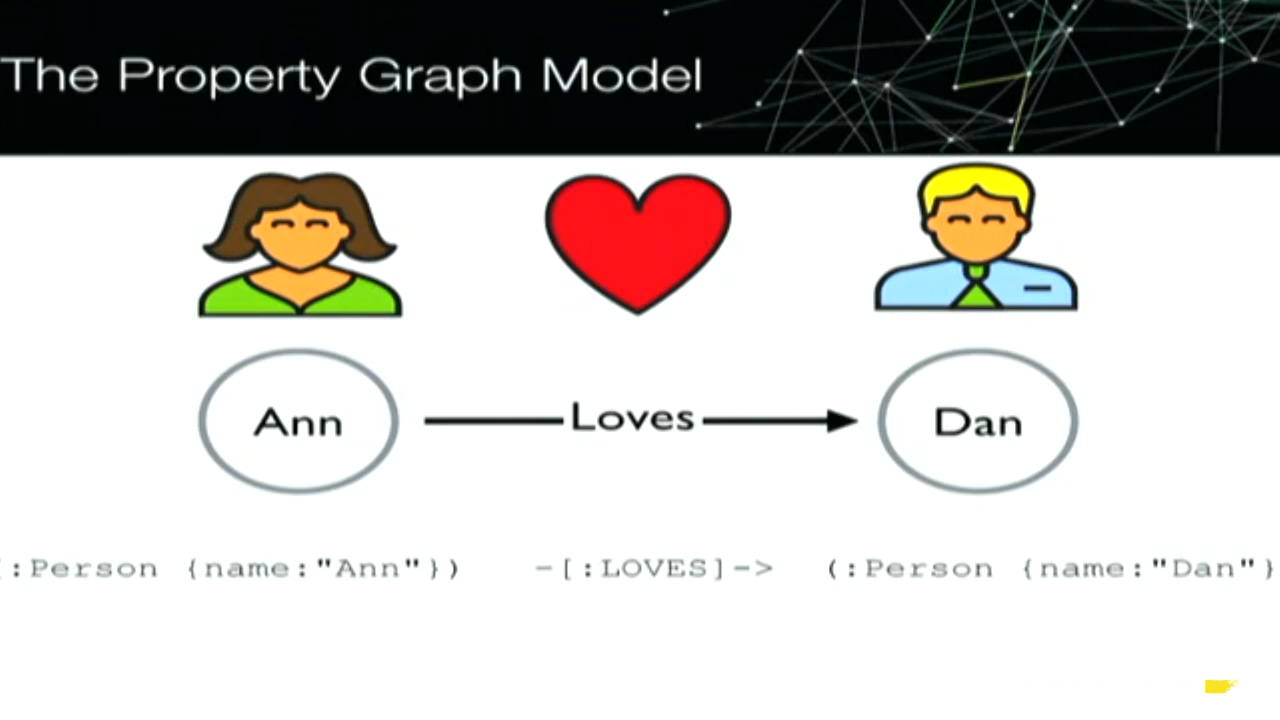 The Property Graph Model
Ann Loves Dan
(:Person {name:"Ann"}) -[:LOVES]-> (:Person {name:"Dan"}